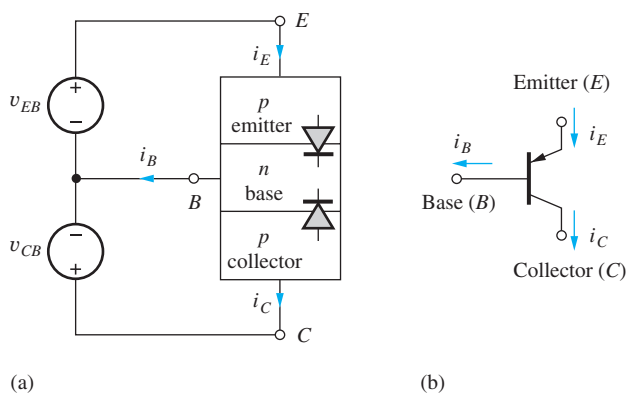 E
i_E
v_EB
+
−
p
emitter
i_B
B
n
base
v_CB
−
+
p
collector
i_C
C
(a)
Emitter (E)
i_E
i_B
Base (B)
i_C
Collector (C)
(b)